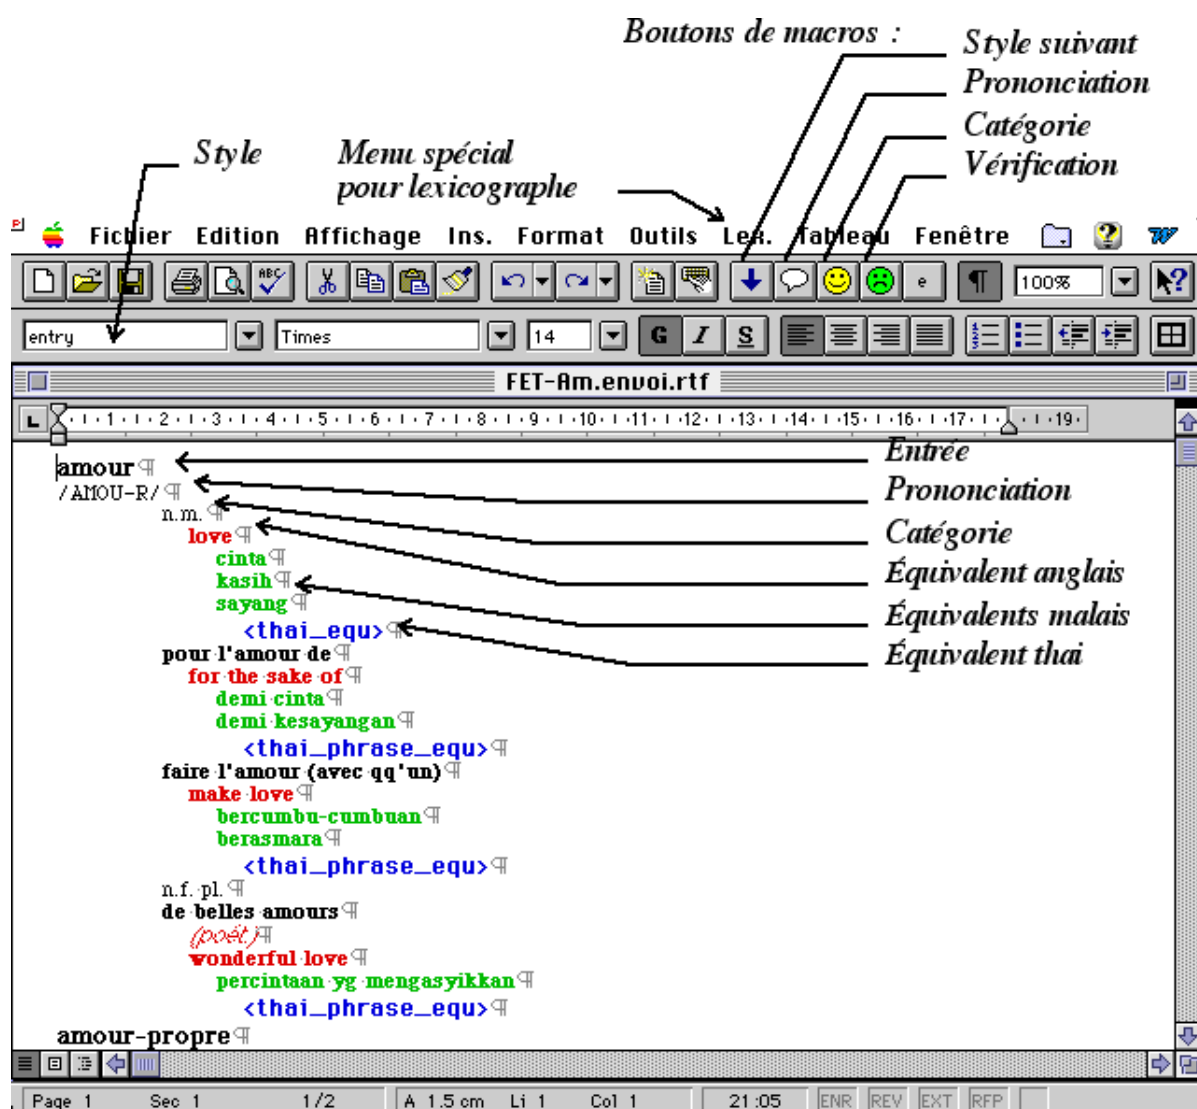 Boutons de macros :
Style suivant
Prononciation
Catégorie
Vérification
Style
Menu spécial
pour lexicographe
Fichier Edition Affichage Ins. Format Outils Lex. Tableau Fenêtre
ABC
e
¶
100%
entry
Times
14
G I S
FET-Am.envoi.rtf
1 2 3 4 5 6 7 8 9 10 11 12 13 14 15 16 17 19
amour¶
Entrée
/AMOU-R/¶
Prononciation
n.m.¶
Catégorie
love¶
Équivalent anglais
cinta¶
kasih¶
Équivalents malais
sayang¶
<thai_equ>¶
Équivalent thai
pour l'amour de¶
for the sake of¶
demi cinta¶
demi kesayangan¶
<thai_phrase_equ>¶
faire l'amour (avec qq'un)¶
make love¶
bercumbu-cumbuan¶
berasmara¶
<thai_phrase_equ>¶
n.f. pl.¶
de belles amours¶
(poét.)¶
wonderful love¶
percintaan yg mengasyikkan¶
<thai_phrase_equ>¶
amour-propre¶
Page 1 Sec 1 1/2 A 1.5 cm Li 1 Col 1 21:05 ENR REV EXT RFP